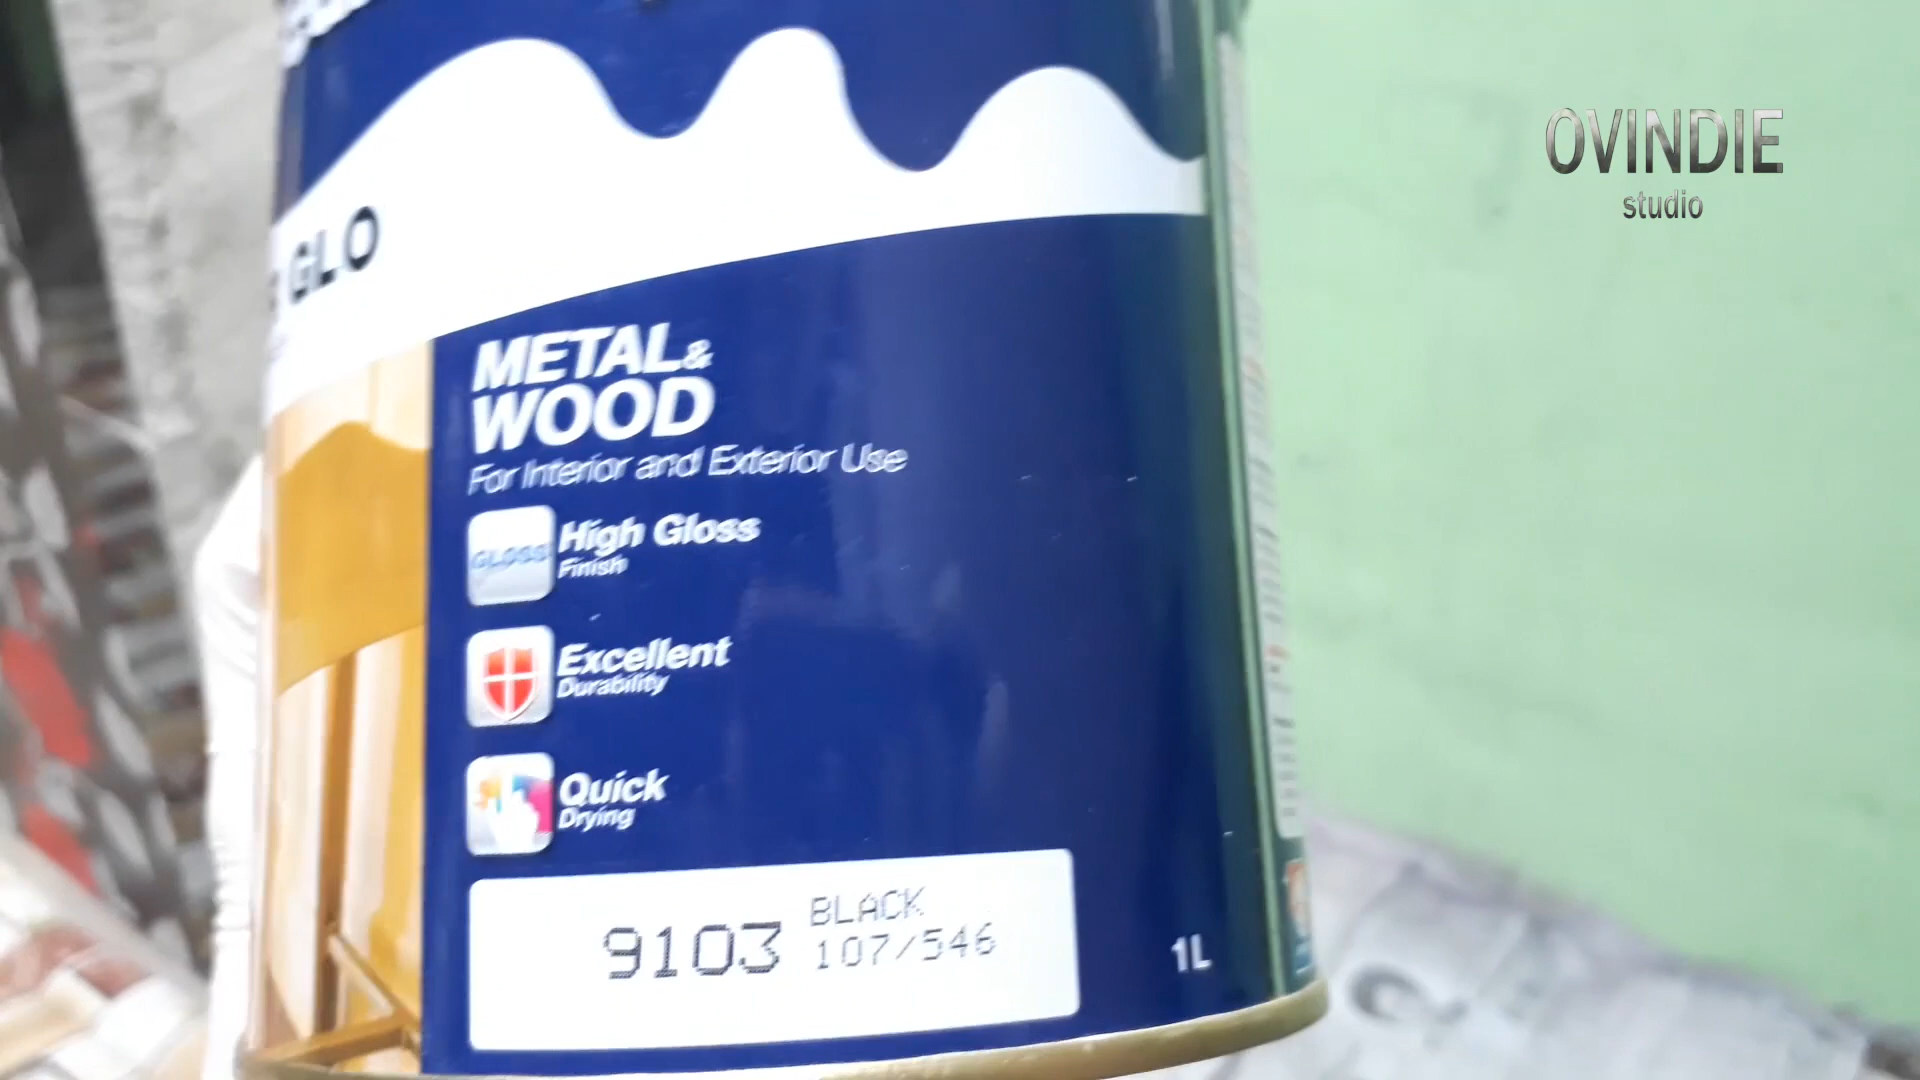 OVINDIE
studio
GLO
METAL&
WOOD
For Interior and Exterior Use
GLOSS
High Gloss
Finish
Excellent
Durability
Quick
Drying
BLACK
9103 107/546
1L